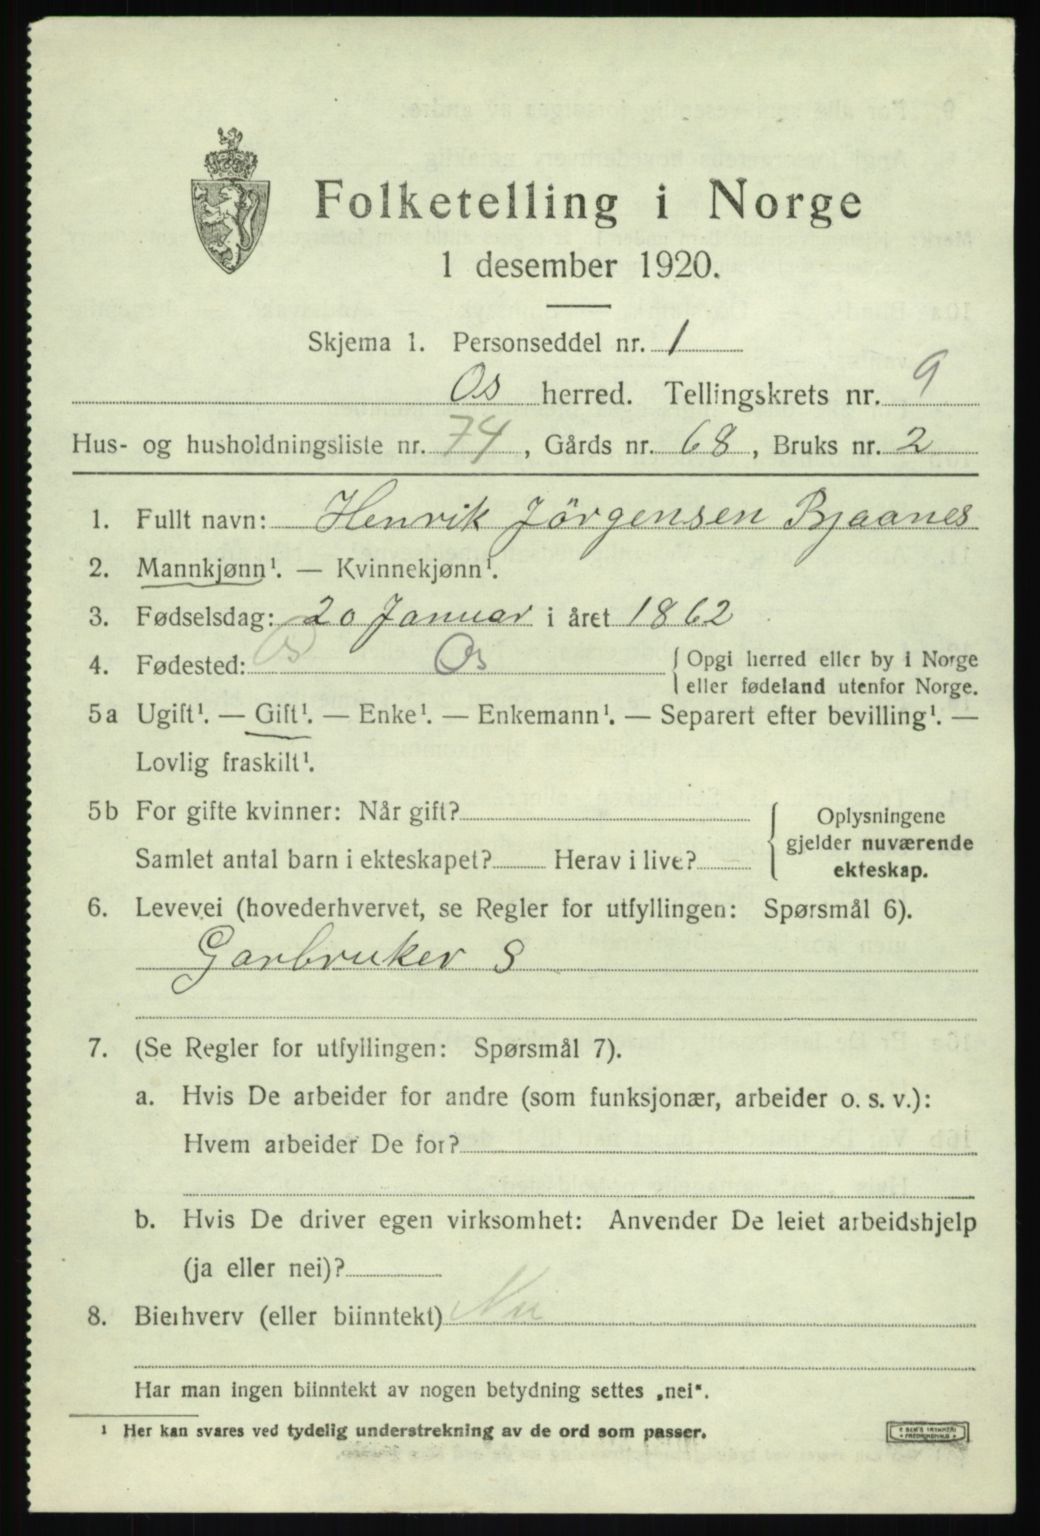 Folketelling i Norge
1 desember 1920.
Skjema 1. Personseddel nr. 1
Os herred. Tellingskrets nr. 9
Hus- og husholdningsliste nr. 74, Gårds nr. 68, Bruks nr. 2
1. Fullt navn: Henrik Jörgensen Bjaanes
2. Mannkjønn¹. — Kvinnekjønn¹.
3. Fødselsdag: 20 Januar i året 1862
4. Fødested: Os Os { Opgi herred eller by i Norge
eller fødeland utenfor Norge.
5a Ugift¹. — Gift¹. — Enke¹. — Enkemann¹. — Separert efter bevilling¹. —
Lovlig fraskilt¹.
5b For gifte kvinner: Når gift?
Samlet antal barn i ekteskapet? Herav i live?
{ Oplysningene
gjelder nuværende
ekteskap.
6. Levevei (hovederhvervet, se Regler for utfyllingen: Spørsmål 6).
Garbruker S
7. (Se Regler for utfyllingen: Spørsmål 7).
a. Hvis De arbeider for andre (som funksjonær, arbeider o. s. v.):
Hvem arbeider De for?
b. Hvis De driver egen virksomhet: Anvender De leiet arbeidshjelp
(ja eller nei)?
8. Bierhverv (eller biinntekt) Nei
Har man ingen biinntekt av nogen betydning settes „nei“.
¹ Her kan svares ved tydelig understrekning av de ord som passer.